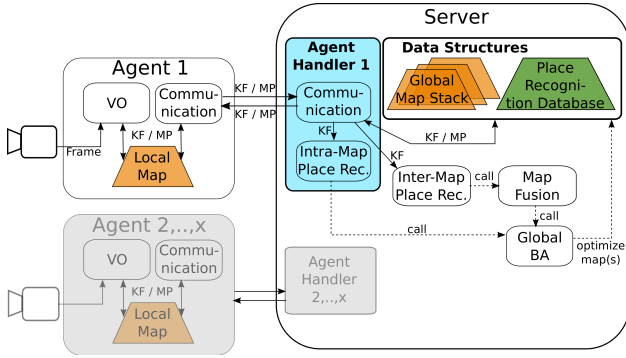 Server
Agent 1
VO
Commu-
nication
KF / MP
Frame
Local
Map
KF / MP
KF / MP
Agent
Handler 1
Commu-
nication
KF
Intra-Map
Place Rec.
Data Structures
Global
Map Stack
Place
Recogni-
tion Database
KF / MP
KF
Inter-Map
Place Rec.
call
Map
Fusion
call
call
Global
BA
optimize
map(s)
Agent 2,..,x
VO
Commu-
nication
KF / MP
Local
Map
Agent
Handler
2,..,x